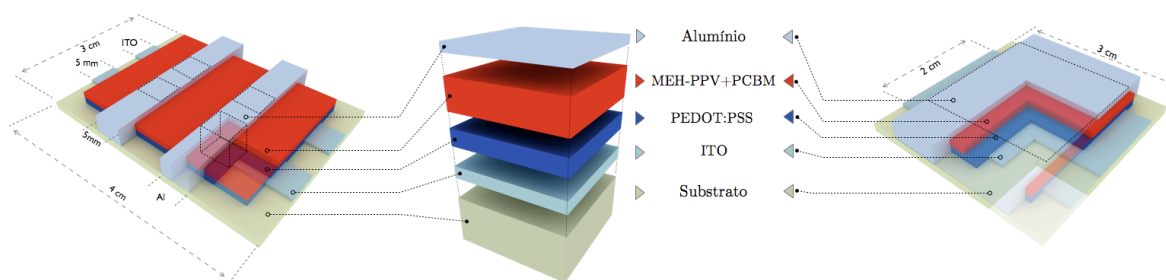 3 cm
ITO
5 mm
5mm
4 cm
Al
Alumínio
MEH-PPV+PCBM
PEDOT:PSS
ITO
Substrato
2 cm
3 cm